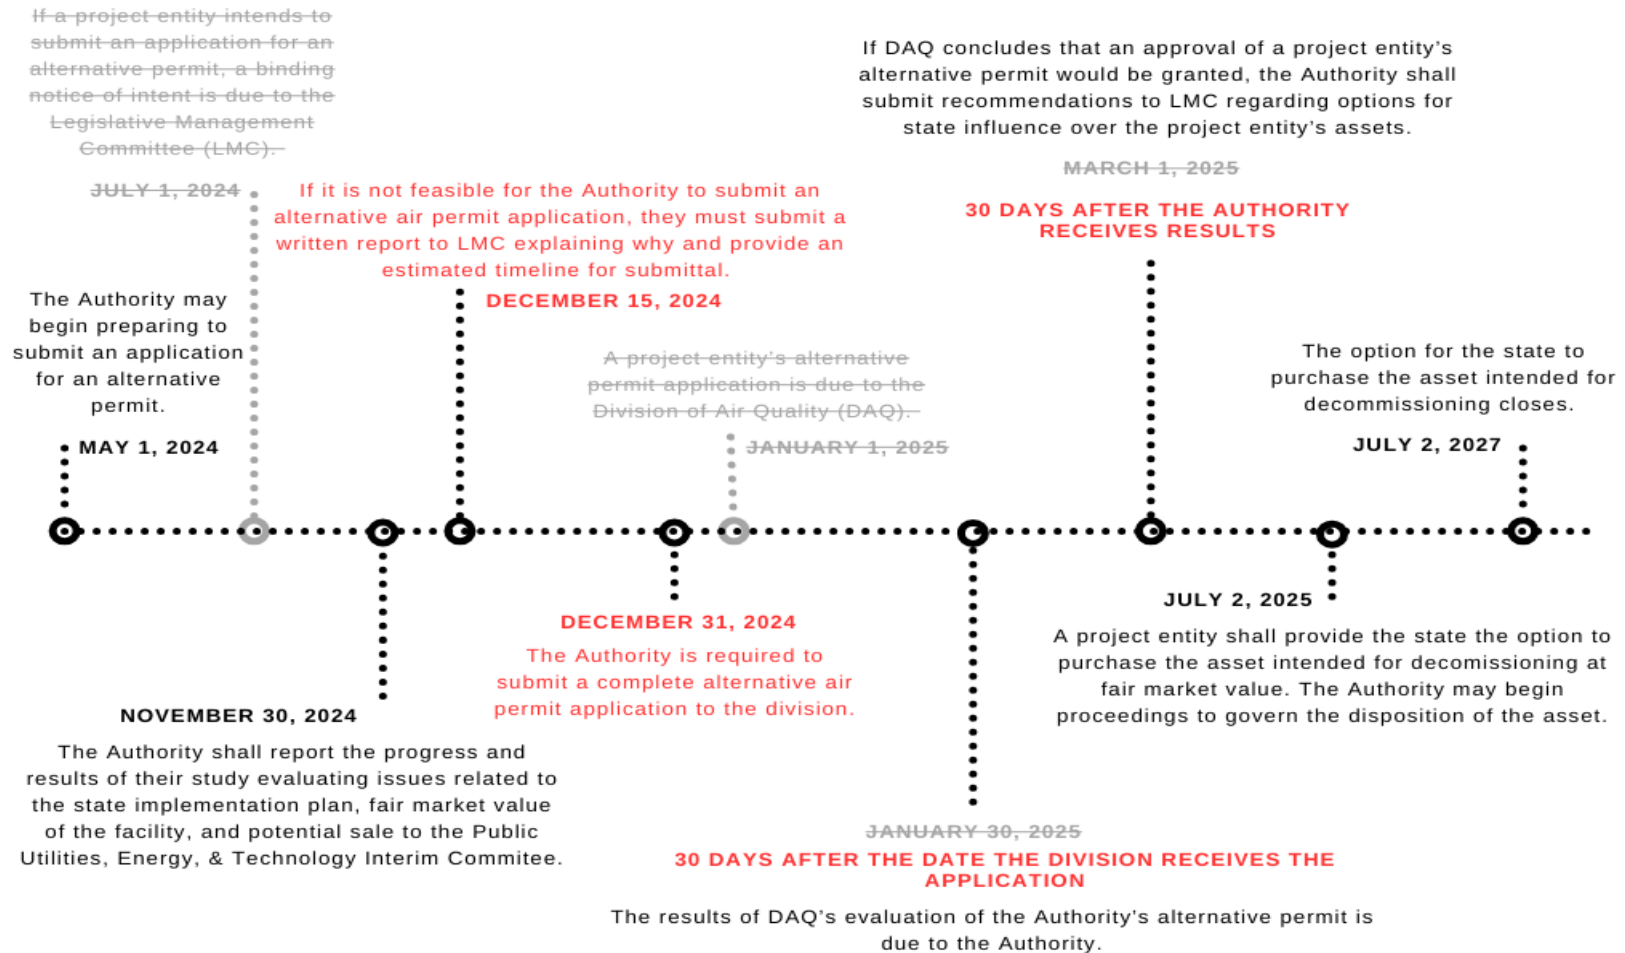 If a project entity intends to
submit an application for an
alternative permit, a binding
notice of intent is due to the
Legislative Management
Committee (LMC).
JULY 1, 2024
If DAQ concludes that an approval of a project entity's
alternative permit would be granted, the Authority shall
submit recommendations to LMC regarding options for
state influence over the project entity's assets.
MARCH 1, 2025
30 DAYS AFTER THE AUTHORITY
RECEIVES RESULTS
If it is not feasible for the Authority to submit an
alternative air permit application, they must submit a
written report to LMC explaining why and provide an
estimated timeline for submittal.
DECEMBER 15, 2024
The Authority may
begin preparing to
submit an application
for an alternative
permit.
MAY 1, 2024
A project entity's alternative
permit application is due to the
Division of Air Quality (DAQ).
JANUARY 1, 2025
The option for the state to
purchase the asset intended for
decommissioning closes.
JULY 2, 2027
NOVEMBER 30, 2024
The Authority shall report the progress and
results of their study evaluating issues related to
the state implementation plan, fair market value
of the facility, and potential sale to the Public
Utilities, Energy, & Technology Interim Commitee.
DECEMBER 31, 2024
The Authority is required to
submit a complete alternative air
permit application to the division.
JANUARY 30, 2025
30 DAYS AFTER THE DATE THE DIVISION RECEIVES THE
APPLICATION
The results of DAQ's evaluation of the Authority's alternative permit is
due to the Authority.
JULY 2, 2025
A project entity shall provide the state the option to
purchase the asset intended for decomissioning at
fair market value. The Authority may begin
proceedings to govern the disposition of the asset.